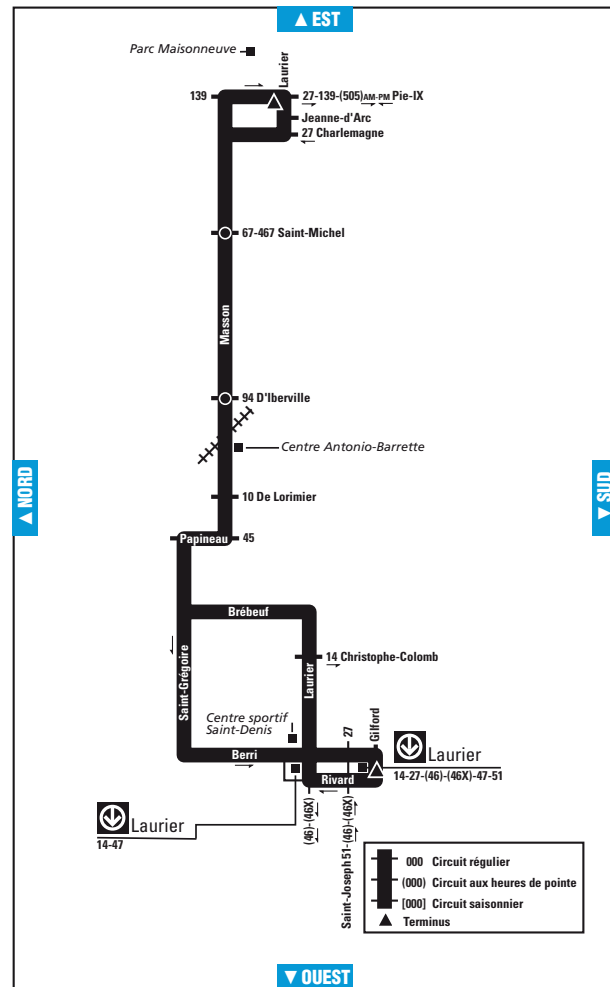 ▲ EST
Parc Maisonneuve
Laurier
139
27-139-(505)AM-PM Pie-IX
Jeanne-d'Arc
27 Charlemagne
67-467 Saint-Michel
Masson
94 D'Iberville
Centre Antonio-Barrette
▲ NORD
▼ SUD
10 De Lorimier
Papineau
45
Brébeuf
Saint-Grégoire
Laurier
14 Christophe-Colomb
Centre sportif
Saint-Denis
27
Gilford
Berri
Laurier
14-27-(46)-(46X)-47-51
Rivard
Laurier
14-47
(46)-(46X)
Saint-Joseph 51-(46)-(46X)
000 Circuit régulier
(000) Circuit aux heures de pointe
[000] Circuit saisonnier
▲ Terminus
▼ OUEST